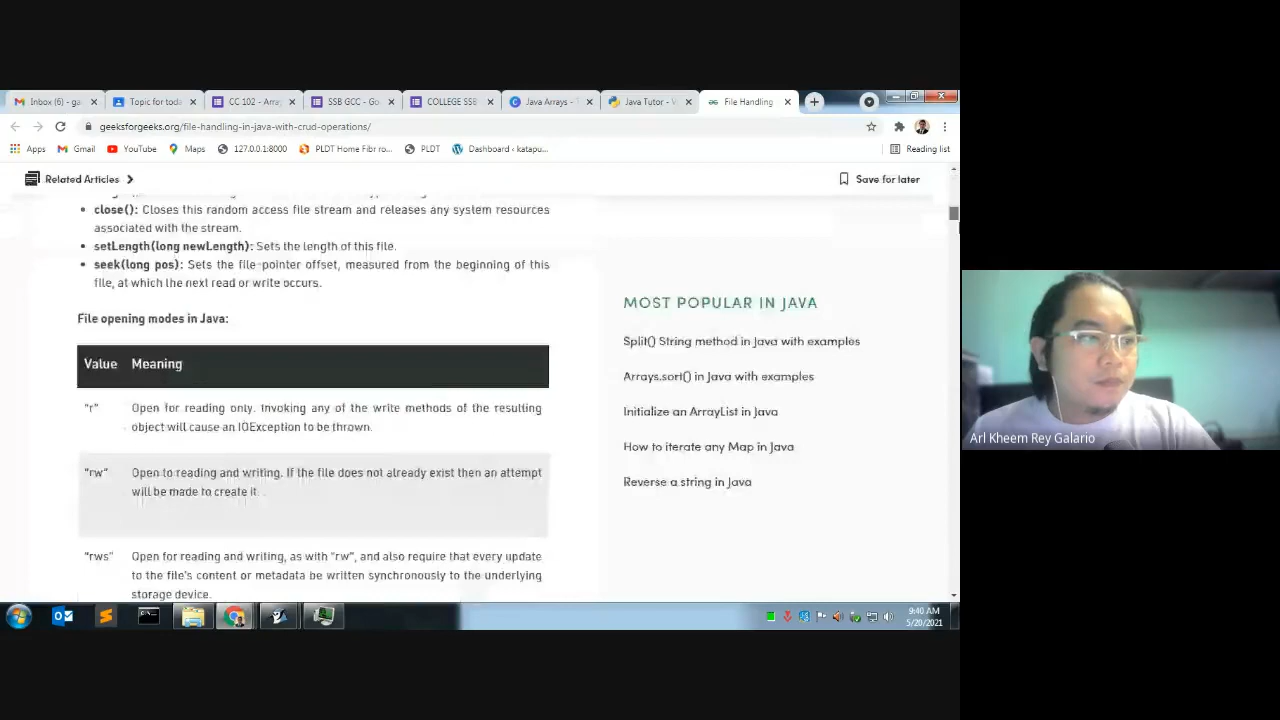 Inbox (6) - ga
Topic for toda
CC 102 - Array
SSB GCC - Go
COLLEGE SSB
Java Arrays - T
Java Tutor - V
File Handling
geeksforgeeks.org/file-handling-in-java-with-crud-operations/
Apps
Gmail
YouTube
Maps
127.0.0.1:8000
PLDT Home Fibr ro...
PLDT
Dashboard ‹ katapu...
Reading list
Related Articles
Save for later
close(): Closes this random access file stream and releases any system resources
associated with the stream.
setLength(long newLength): Sets the length of this file.
seek(long pos): Sets the file-pointer offset, measured from the beginning of this
file, at which the next read or write occurs.
File opening modes in Java:
Value Meaning
"r" Open for reading only. Invoking any of the write methods of the resulting
object will cause an IOException to be thrown.
"rw" Open to reading and writing. If the file does not already exist then an attempt
will be made to create it.
"rws" Open for reading and writing, as with "rw", and also require that every update
to the file's content or metadata be written synchronously to the underlying
storage device.
MOST POPULAR IN JAVA
Split() String method in Java with examples
Arrays.sort() in Java with examples
Initialize an ArrayList in Java
How to iterate any Map in Java
Reverse a string in Java
Arl Kheem Rey Galario
9:40 AM
5/20/2021